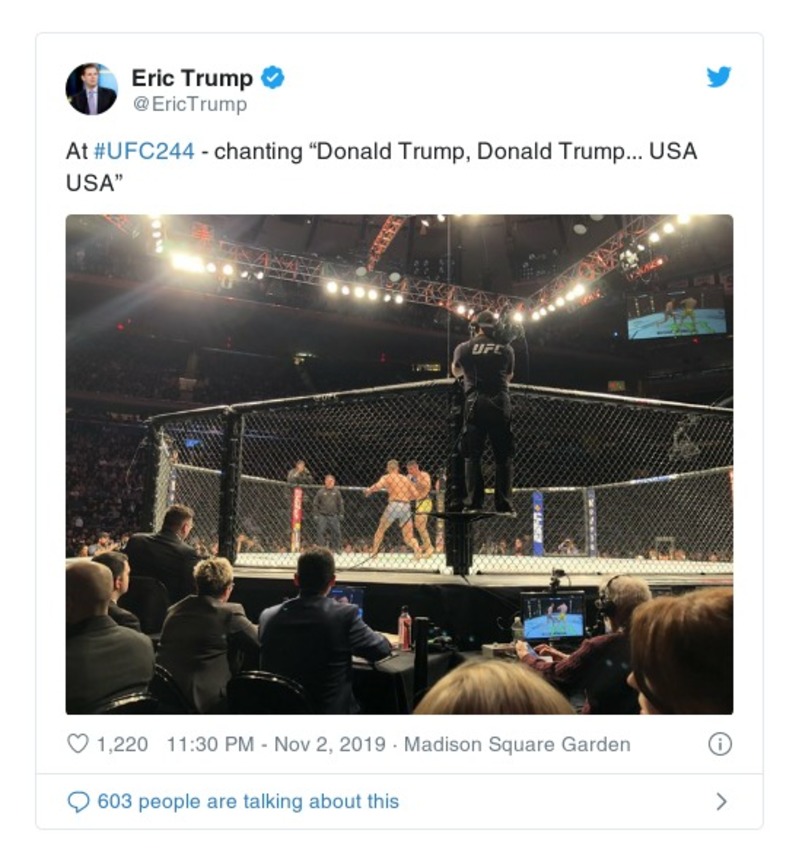 Eric Trump
@EricTrump
At #UFC244 - chanting “Donald Trump, Donald Trump... USA
USA”
UFC
1,220 11:30 PM - Nov 2, 2019 · Madison Square Garden
603 people are talking about this